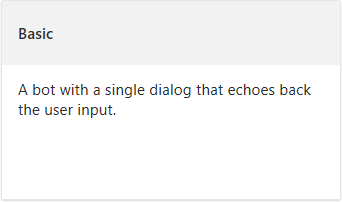 Basic
A bot with a single dialog that echoes back
the user input.